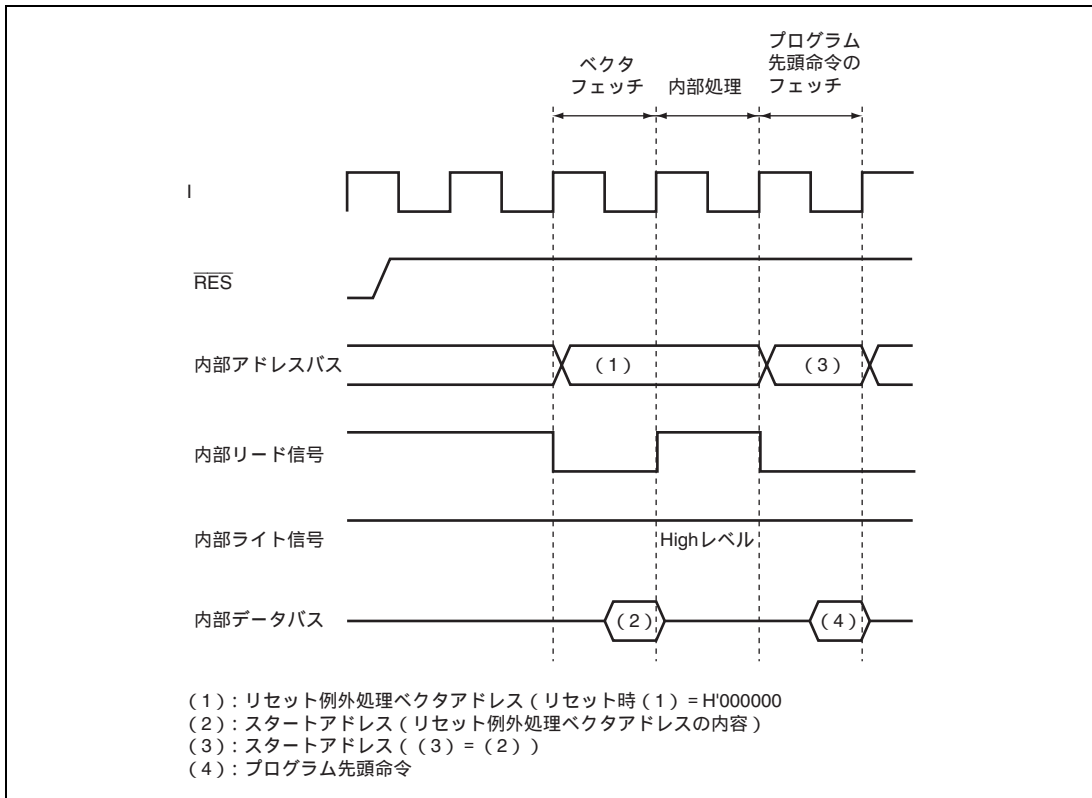 ベクタ
フェッチ
内部処理
プログラム
先頭命令の
フェッチ
I
RES
内部アドレスバス
(1)
(3)
内部リード信号
内部ライト信号
Highレベル
内部データバス
(2)
(4)
(1):リセット例外処理ベクタアドレス(リセット時(1)=H'000000
(2):スタートアドレス(リセット例外処理ベクタアドレスの内容)
(3):スタートアドレス((3)=(2))
(4):プログラム先頭命令